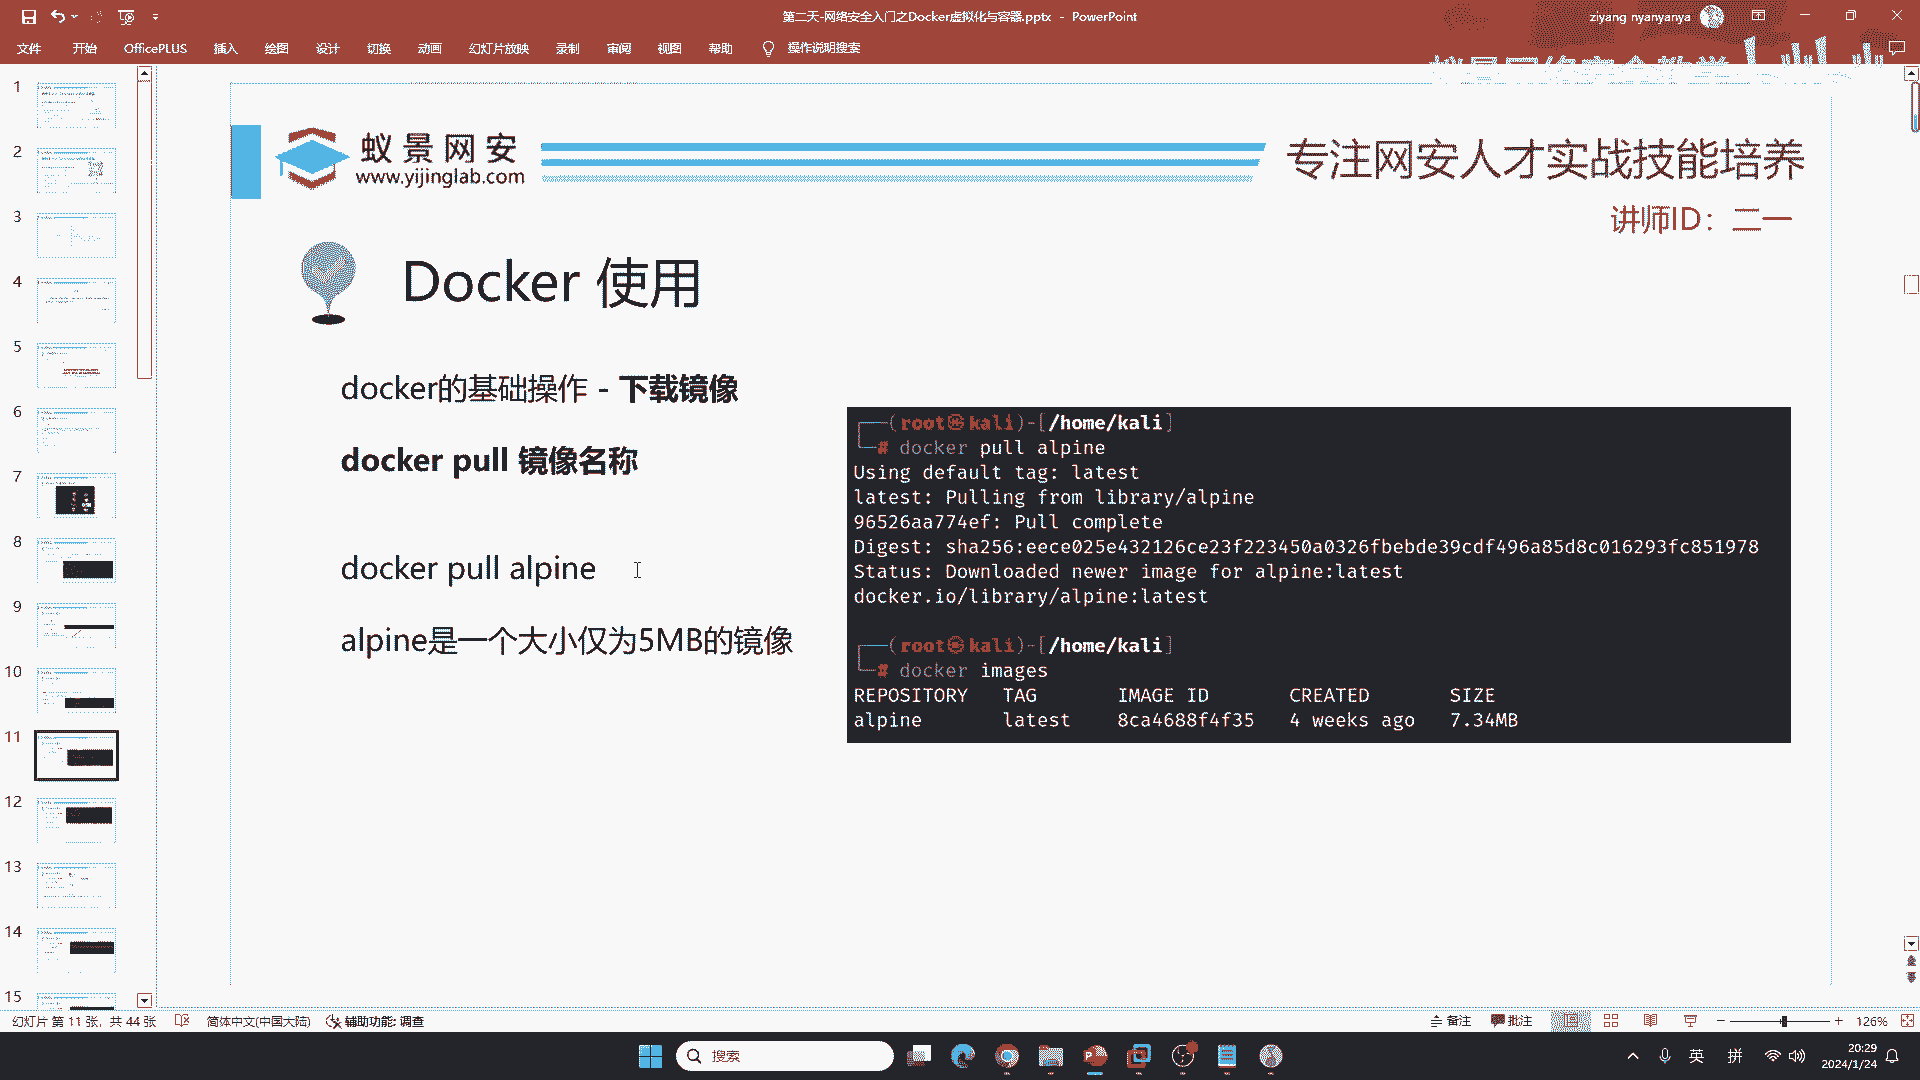 第二天-网络安全入门之Docker虚拟化与容器.pptx - PowerPoint
ziyang nyanyanya
文件 开始 OfficePLUS 插入 绘图 设计 切换 动画 幻灯片放映 录制 审阅 视图 帮助 操作说明搜索
蚁景网安
www.yijinglab.com
专注网安人才实战技能培养
讲师ID：二一
Docker 使用
docker的基础操作 - 下载镜像
docker pull 镜像名称
docker pull alpine
alpine是一个大小仅为5MB的镜像
┌──(root㉿kali)-[/home/kali]
└─# docker pull alpine
Using default tag: latest
latest: Pulling from library/alpine
96526aa774ef: Pull complete
Digest: sha256:eece025e432126ce23f223450a0326fbebde39cdf496a85d8c016293fc851978
Status: Downloaded newer image for alpine:latest
docker.io/library/alpine:latest
┌──(root㉿kali)-[/home/kali]
└─# docker images
REPOSITORY TAG IMAGE ID CREATED SIZE
alpine latest 8ca4688f4f35 4 weeks ago 7.34MB
1
2
3
4
5
6
7
8
9
10
11
12
13
14
15
幻灯片 第 11 张，共 44 张 简体中文(中国大陆) 辅助功能: 调查
备注 批注 126%
搜索
英 拼
20:29
2024/1/24